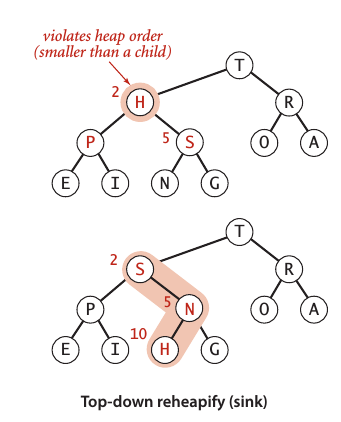 violates heap order
(smaller than a child)
T
2 H R
P 5 S O A
E I N G
T
2 S R
P 5 N O A
10
E I H G
Top-down reheapify (sink)